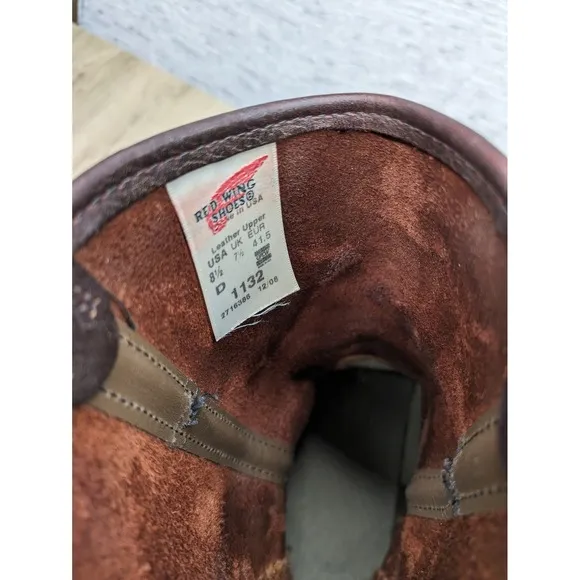 RED WING
SHOES®
Made in USA
Leather Upper
USA UK EUR
8½ 7½ 41.5
D 1132
2716386 12/06